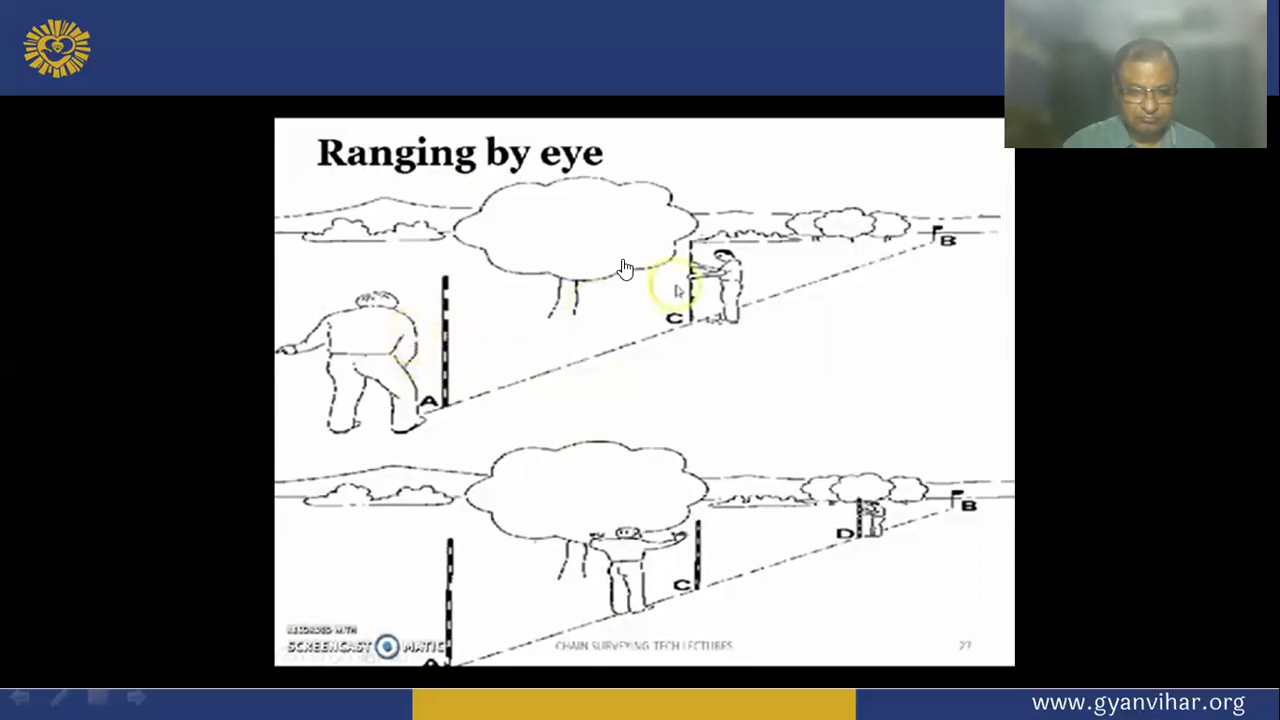 Ranging by eye
B
C
A
B
D
C
A
RECORDED WITH
SCREENCAST MATIC
CHAIN SURVEYING TECH LECTURES
27
www.gyanvihar.org